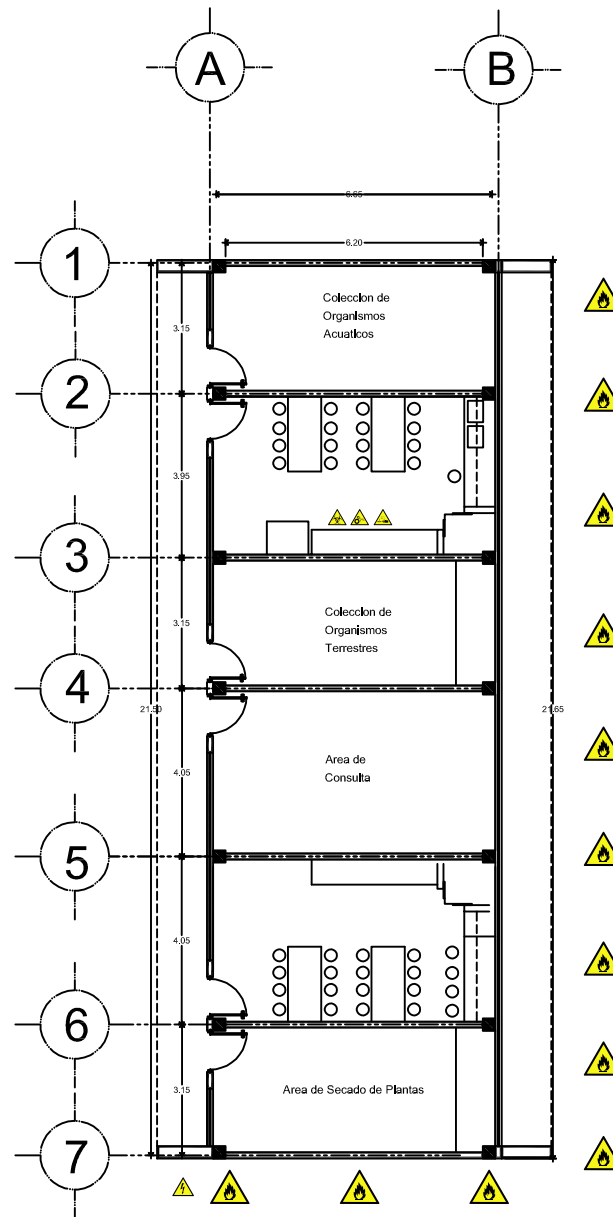 A
B
6.65
6.20
1
Coleccion de
Organismos
Acuaticos
3.15
2
3.95
3
Coleccion de
Organismos
Terrestres
3.15
4
21.50
21.65
Area de
Consulta
4.05
5
4.05
6
Area de Secado de Plantas
3.15
7